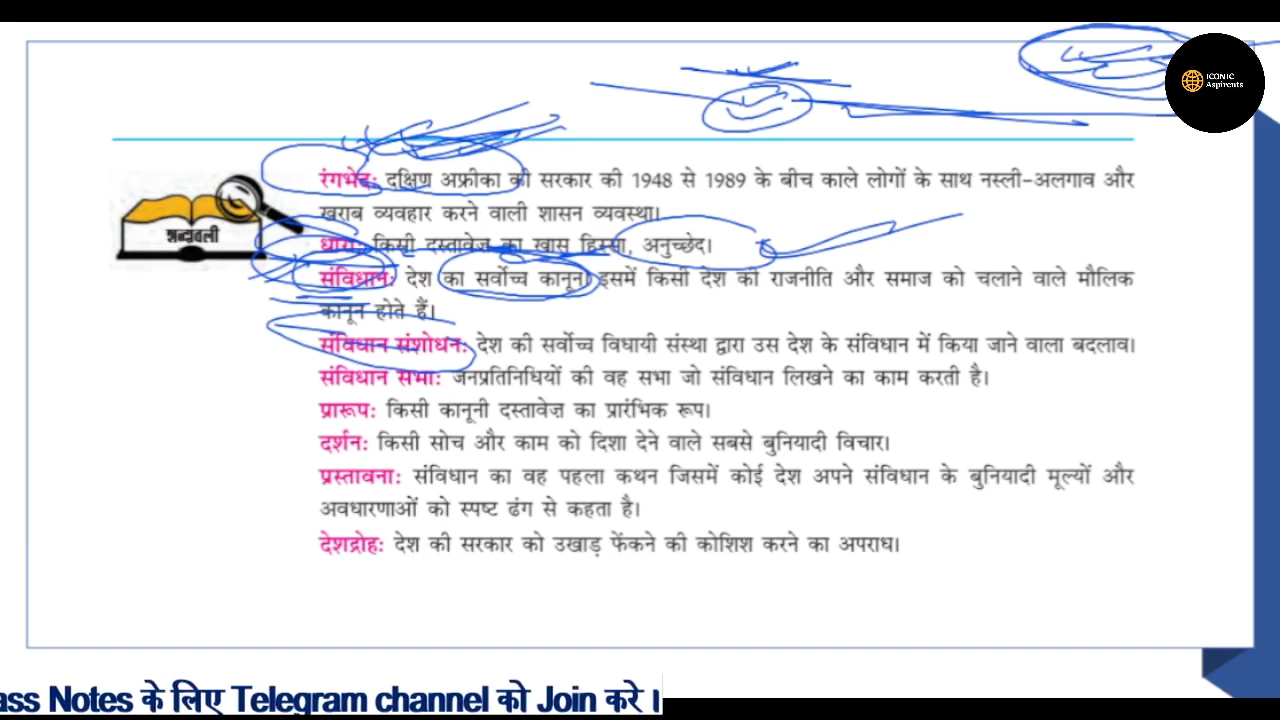 ICONIC
Aspirents
रंगभेद: दक्षिण अफ्रीका की सरकार की 1948 से 1989 के बीच काले लोगों के साथ नस्ली-अलगाव और
खराब व्यवहार करने वाली शासन व्यवस्था।
शब्दावली
धारा: किसी दस्तावेज़ का खास हिस्सा, अनुच्छेद।
संविधान: देश का सर्वोच्च कानून। इसमें किसी देश की राजनीति और समाज को चलाने वाले मौलिक
कानून होते हैं।
संविधान संशोधन: देश की सर्वोच्च विधायी संस्था द्वारा उस देश के संविधान में किया जाने वाला बदलाव।
संविधान सभा: जनप्रतिनिधियों की वह सभा जो संविधान लिखने का काम करती है।
प्रारूप: किसी कानूनी दस्तावेज़ का प्रारंभिक रूप।
दर्शन: किसी सोच और काम को दिशा देने वाले सबसे बुनियादी विचार।
प्रस्तावना: संविधान का वह पहला कथन जिसमें कोई देश अपने संविधान के बुनियादी मूल्यों और
अवधारणाओं को स्पष्ट ढंग से कहता है।
देशद्रोह: देश की सरकार को उखाड़ फेंकने की कोशिश करने का अपराध।
ass Notes के लिए Telegram channel को Join करे ।